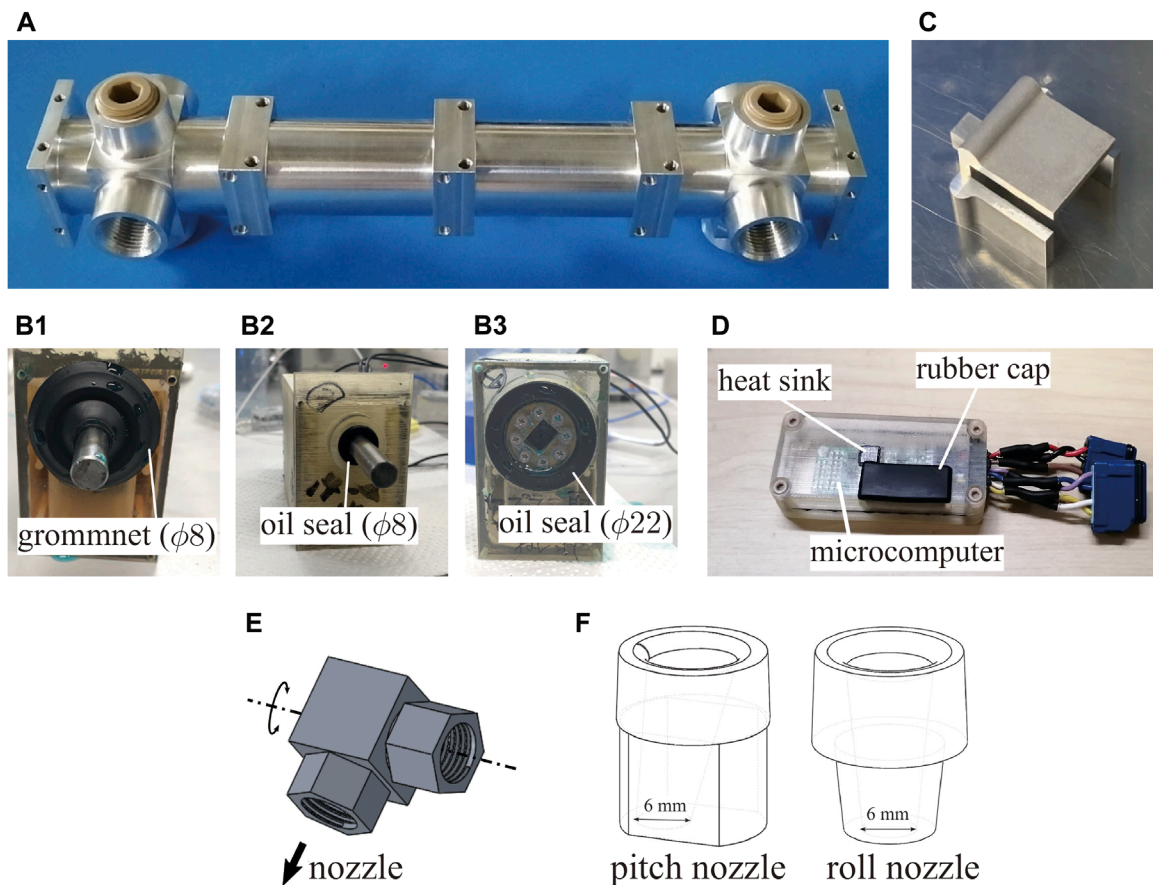 A
C
B1
B2
B3
D
grommnet (ϕ8)
oil seal (ϕ8)
oil seal (ϕ22)
heat sink
rubber cap
microcomputer
E
F
nozzle
6 mm
6 mm
pitch nozzle
roll nozzle